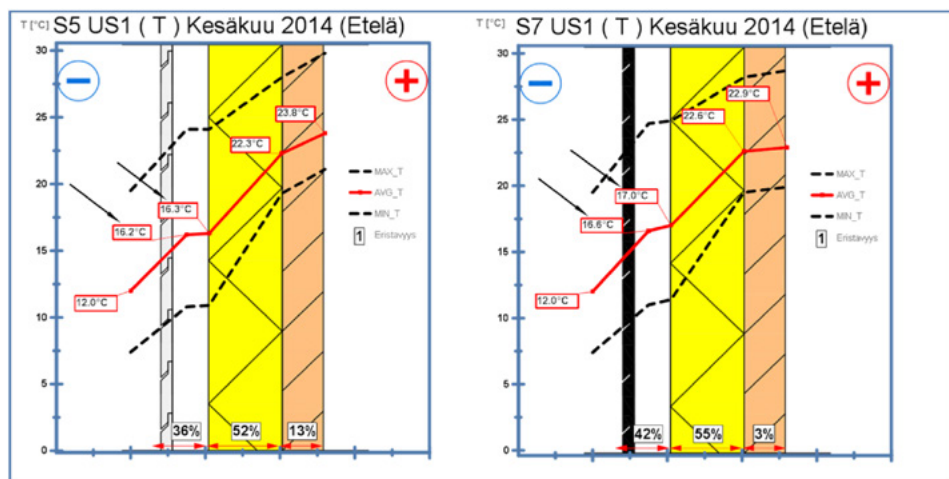 T [°C] S5 US1 ( T ) Kesäkuu 2014 (Etelä)
30
25
20
15
10
5
0
23.8°C
22.3°C
16.3°C
16.2°C
12.0°C
MAX_T
AVG_T
MIN_T
1 Eristävyys
36% 52% 13%
T [°C] S7 US1 ( T ) Kesäkuu 2014 (Etelä)
30
25
20
15
10
5
0
22.9°C
22.6°C
17.0°C
16.6°C
12.0°C
MAX_T
AVG_T
MIN_T
1 Eristävyys
42% 55% 3%